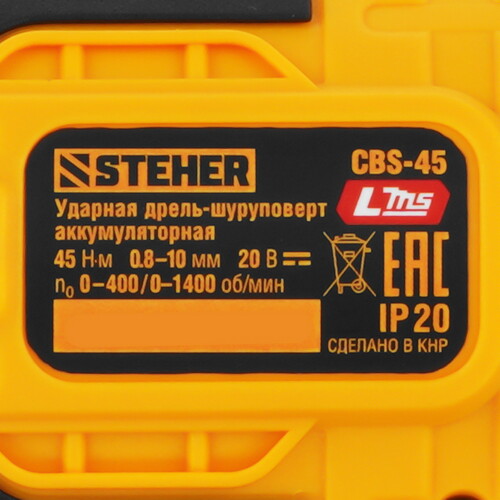 STEHER
CBS-45
Lms
Ударная дрель-шуруповерт
аккумуляторная
45 Н·м 0.8–10 мм 20 В
n₀ 0–400/0–1400 об/мин
EAC
IP 20
СДЕЛАНО В КНР